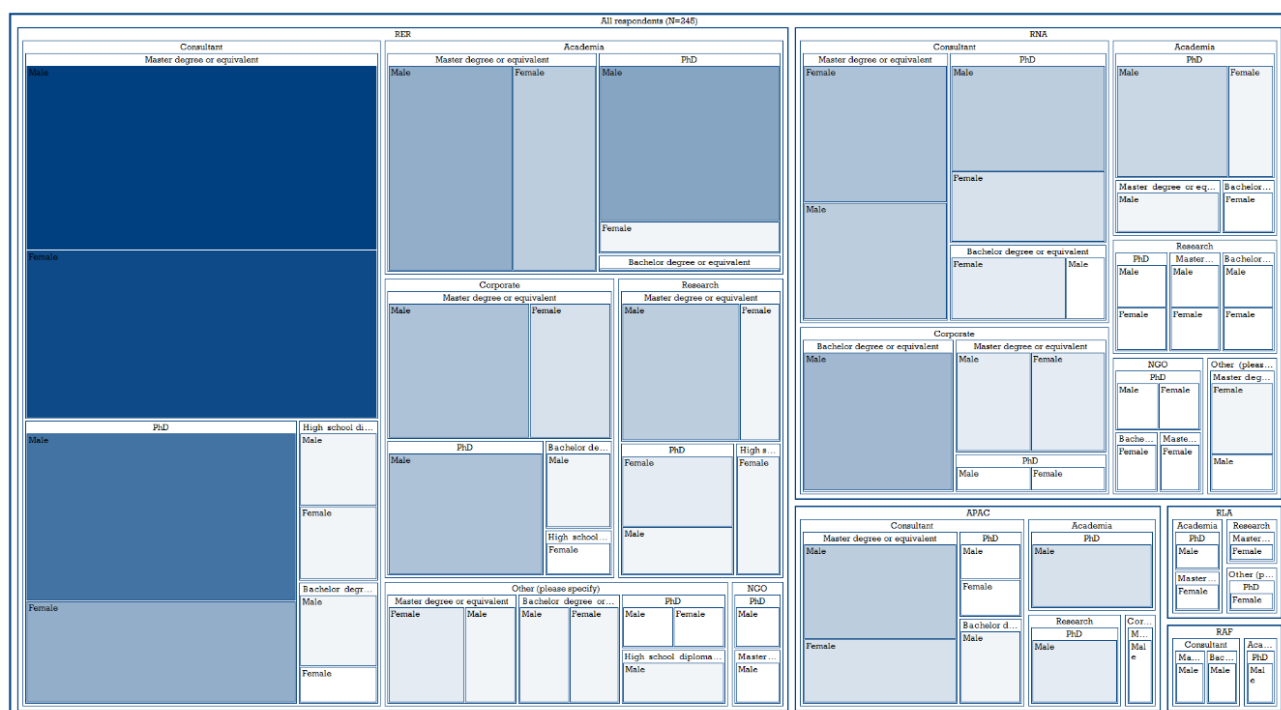 All respondents (N=345)
RER
Consultant
Master degree or equivalent
Male
Female
PhD
Male
Female
High school di...
Male
Female
Bachelor degr...
Male
Female
Academia
Master degree or equivalent
Male
Female
PhD
Male
Female
Bachelor degree or equivalent
Corporate
Master degree or equivalent
Male
Female
PhD
Male
Bachelor de...
Male
High school...
Female
Research
Master degree or equivalent
Male
Female
PhD
Female
Male
High s...
Female
Other (please specify)
Master degree or equivalent
Female
Male
Bachelor degree or...
Male
Female
PhD
Male
Female
High school diploma...
Male
NGO
PhD
Male
Master...
Male
RNA
Consultant
Master degree or equivalent
Female
Male
PhD
Male
Female
Bachelor degree or equivalent
Female
Male
Academia
PhD
Male
Female
Master degree or eq...
Male
Bachelor...
Female
Research
PhD
Male
Female
Master...
Male
Female
Bachelor...
Male
Female
Corporate
Bachelor degree or equivalent
Male
Master degree or equivalent
Male
Female
PhD
Male
Female
NGO
PhD
Male
Female
Bache...
Female
Maste...
Female
Other (pleas...
Master deg...
Female
Male
APAC
Consultant
Master degree or equivalent
Male
Female
PhD
Male
Female
Bachelor d...
Male
Academia
PhD
Male
Research
PhD
Male
Cor...
M...
Mal
e
RLA
Academia
PhD
Male
Master...
Female
Research
Master...
Female
Other (p...
PhD
Female
RAF
Consultant
Ma...
Male
Bac...
Male
Aca...
PhD
Mal
e